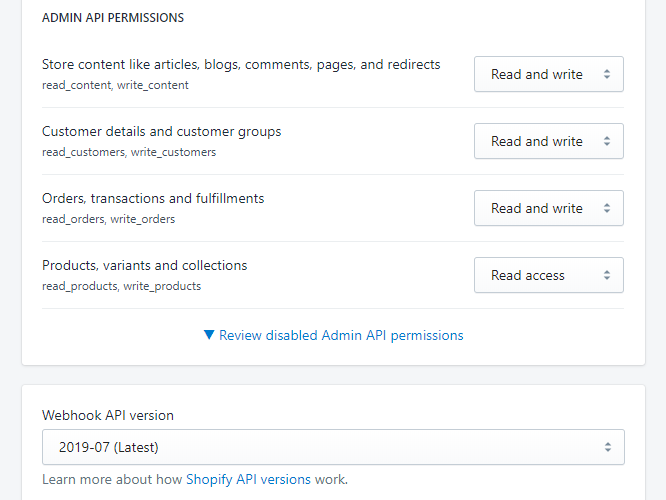 ADMIN API PERMISSIONS
Store content like articles, blogs, comments, pages, and redirects
read_content, write_content
Read and write
Customer details and customer groups
read_customers, write_customers
Read and write
Orders, transactions and fulfillments
read_orders, write_orders
Read and write
Products, variants and collections
read_products, write_products
Read access
▼ Review disabled Admin API permissions
Webhook API version
2019-07 (Latest)
Learn more about how Shopify API versions work.